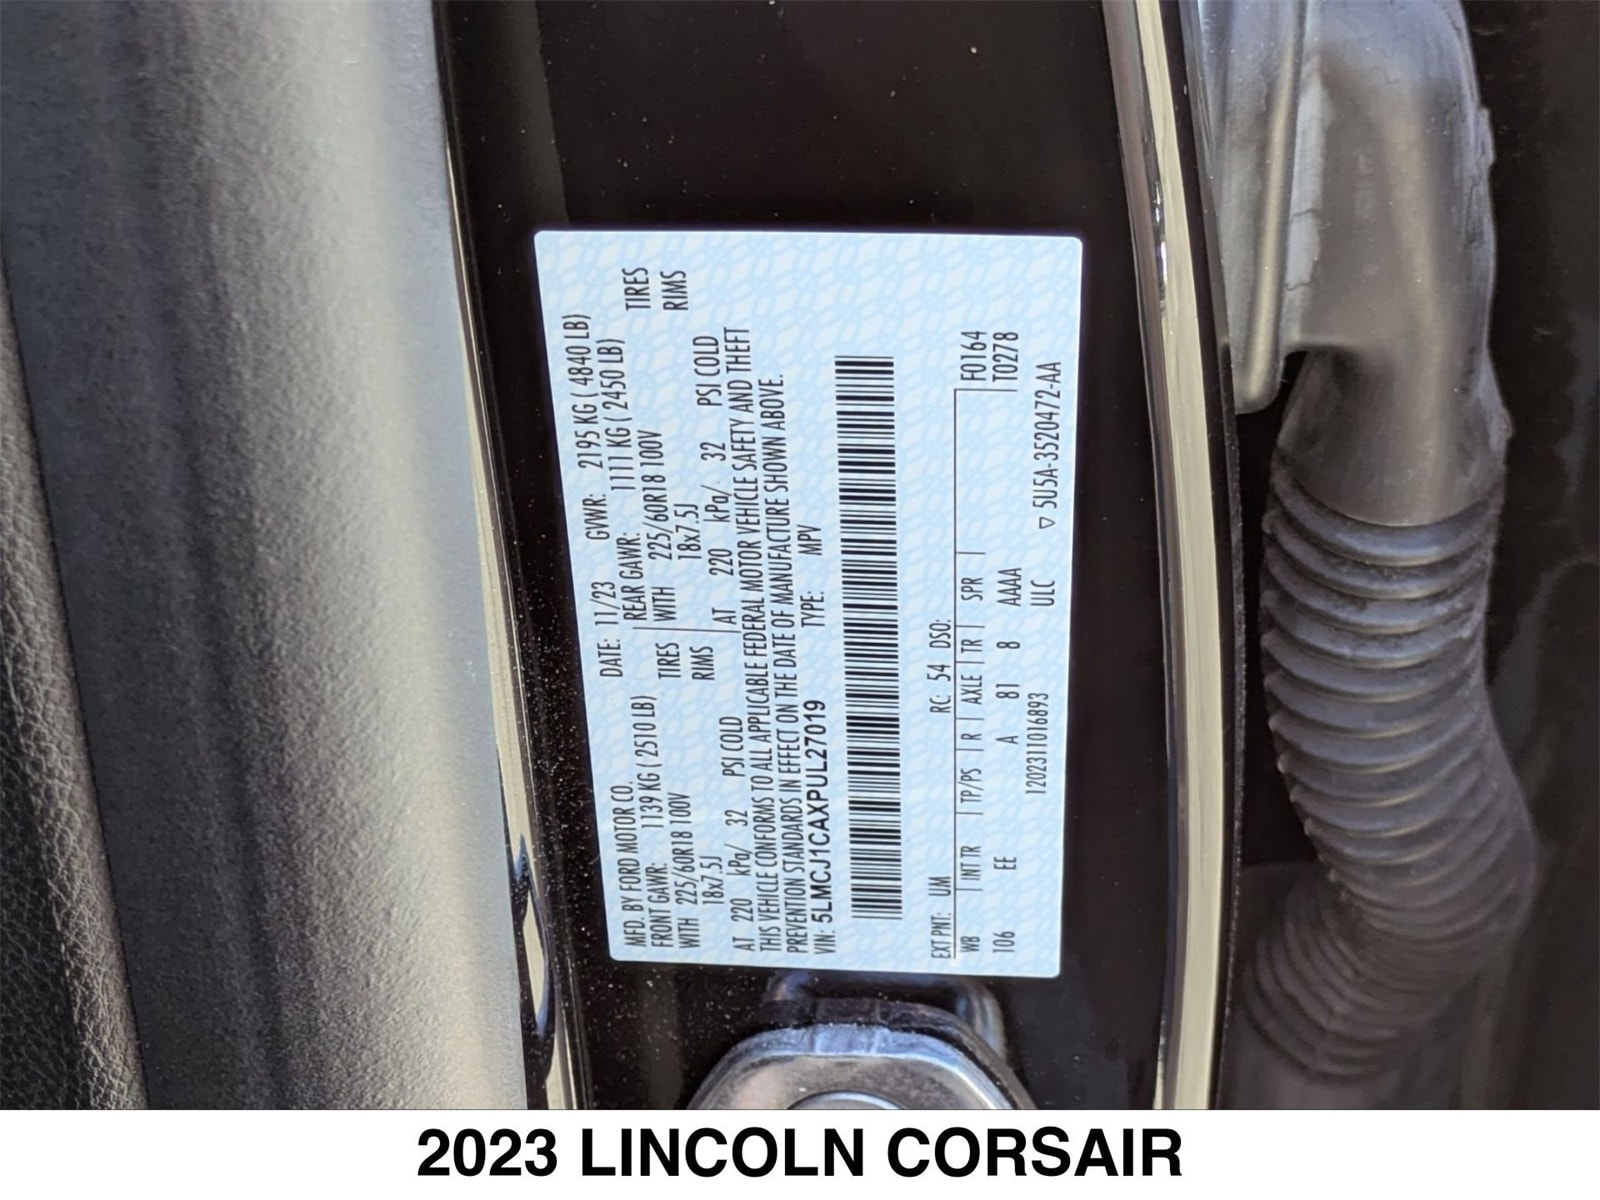 MFD. BY FORD MOTOR CO.
DATE: 11/23 GVWR: 2195 KG ( 4840 LB)
FRONT GAWR: 1139 KG ( 2510 LB)
REAR GAWR: 1111 KG ( 2450 LB)
WITH 225/60R18 100V TIRES
WITH 225/60R18 100V TIRES
18x7.5J RIMS
18x7.5J RIMS
AT 220 kPa/ 32 PSI COLD
AT 220 kPa/ 32 PSI COLD
THIS VEHICLE CONFORMS TO ALL APPLICABLE FEDERAL MOTOR VEHICLE SAFETY AND THEFT
PREVENTION STANDARDS IN EFFECT ON THE DATE OF MANUFACTURE SHOWN ABOVE.
VIN: 5LMCJ1CAXPUL27019 TYPE: MPV
EXT PNT: UM RC: 54 DSO:
WB INT TR TP/PS R AXLE TR SPR F0164
106 EE A 81 8 AAAA T0278
1202311016893 ULC
▽ 5U5A-3520472-AA
2023 LINCOLN CORSAIR